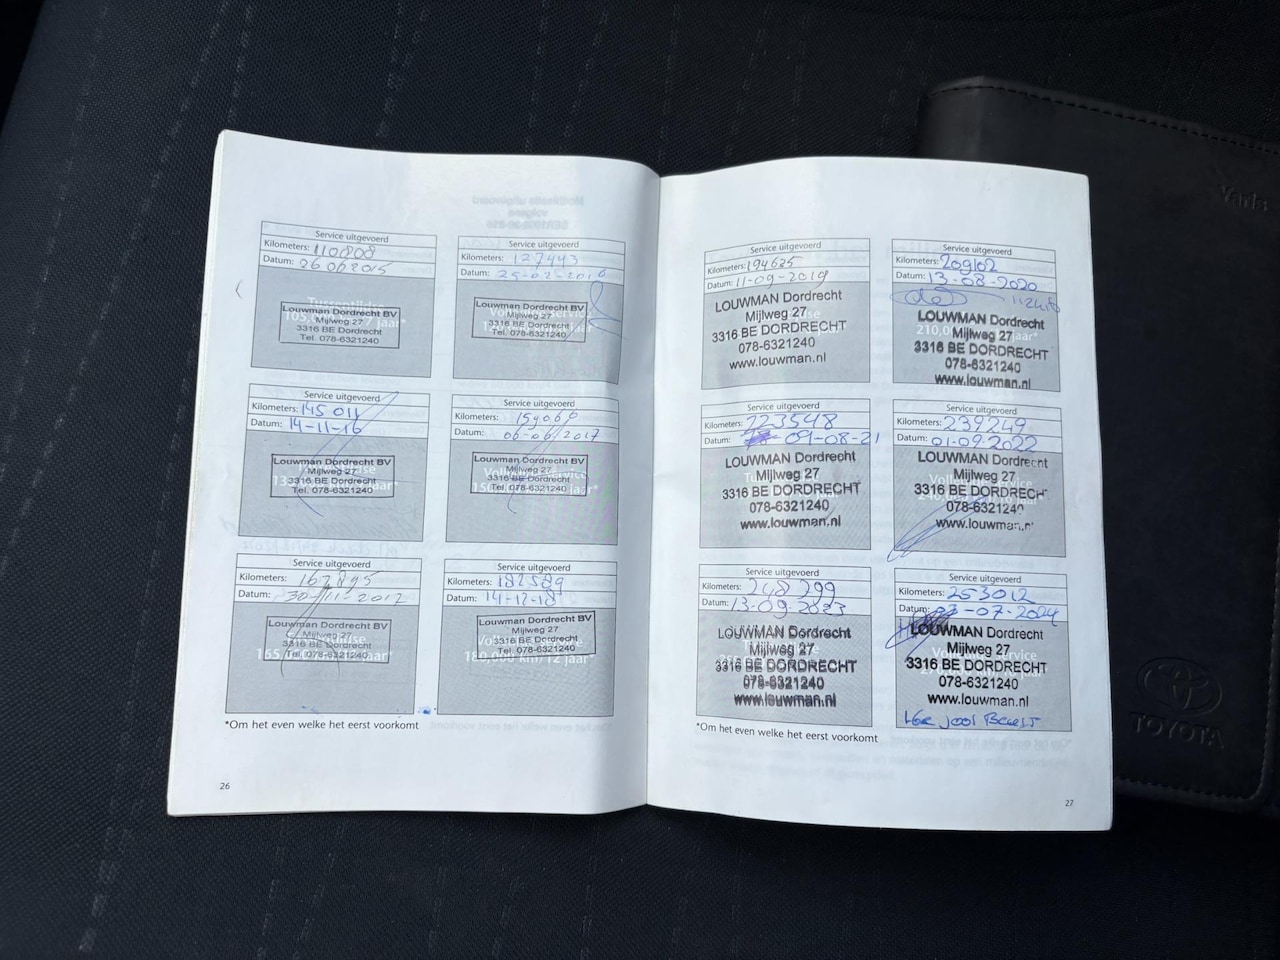 Service uitgevoerd
Kilometers: 110808
Datum: 26 06 2015
Louwman Dordrecht BV
Mijlweg 27
3316 BE Dordrecht
Tel. 078-6321240
Service uitgevoerd
Kilometers: 127443
Datum: 25-02-2016
Louwman Dordrecht BV
Mijlweg 27
3316 BE Dordrecht
Tel. 078-6321240
Service uitgevoerd
Kilometers: 145 011
Datum: 14-11-16
Louwman Dordrecht BV
Mijlweg 27
3316 BE Dordrecht
Tel. 078-6321240
Service uitgevoerd
Kilometers: 159066
Datum: 06-06/2017
Louwman Dordrecht BV
Mijlweg 27
3316 BE Dordrecht
Tel. 078-6321240
Service uitgevoerd
Kilometers: 167895
Datum: 30-11-2017
Louwman Dordrecht BV
Mijlweg 27
3316 BE Dordrecht
Tel. 078-6321240
Service uitgevoerd
Kilometers: 182589
Datum: 14-12-18
Louwman Dordrecht BV
Mijlweg 27
3316 BE Dordrecht
Tel. 078-6321240
180,000 km/12 jaar*
*Om het even welke het eerst voorkomt
26
Service uitgevoerd
Kilometers: 194625
Datum: 11-09-2019
LOUWMAN Dordrecht
Mijlweg 27
3316 BE DORDRECHT
078-6321240
www.louwman.nl
Service uitgevoerd
Kilometers: 209102
Datum: 13-08-2020
LOUWMAN Dordrecht
Mijlweg 27
3316 BE DORDRECHT
078-6321240
www.louwman.nl
Service uitgevoerd
Kilometers: 223548
Datum: 09-08-21
LOUWMAN Dordrecht
Mijlweg 27
3316 BE DORDRECHT
078-6321240
www.louwman.nl
Service uitgevoerd
Kilometers: 239249
Datum: 01-09-2022
LOUWMAN Dordrecht
Mijlweg 27
3316 BE DORDRECHT
078-6321240
www.louwman.nl
Service uitgevoerd
Kilometers: 248 299
Datum: 13-09-2023
LOUWMAN Dordrecht
Mijlweg 27
3316 BE DORDRECHT
078-6321240
www.louwman.nl
Service uitgevoerd
Kilometers: 253012
Datum: 03-07-2024
LOUWMAN Dordrecht
Mijlweg 27
3316 BE DORDRECHT
078-6321240
www.louwman.nl
*Om het even welke het eerst voorkomt
27
Yaris
TOYOTA